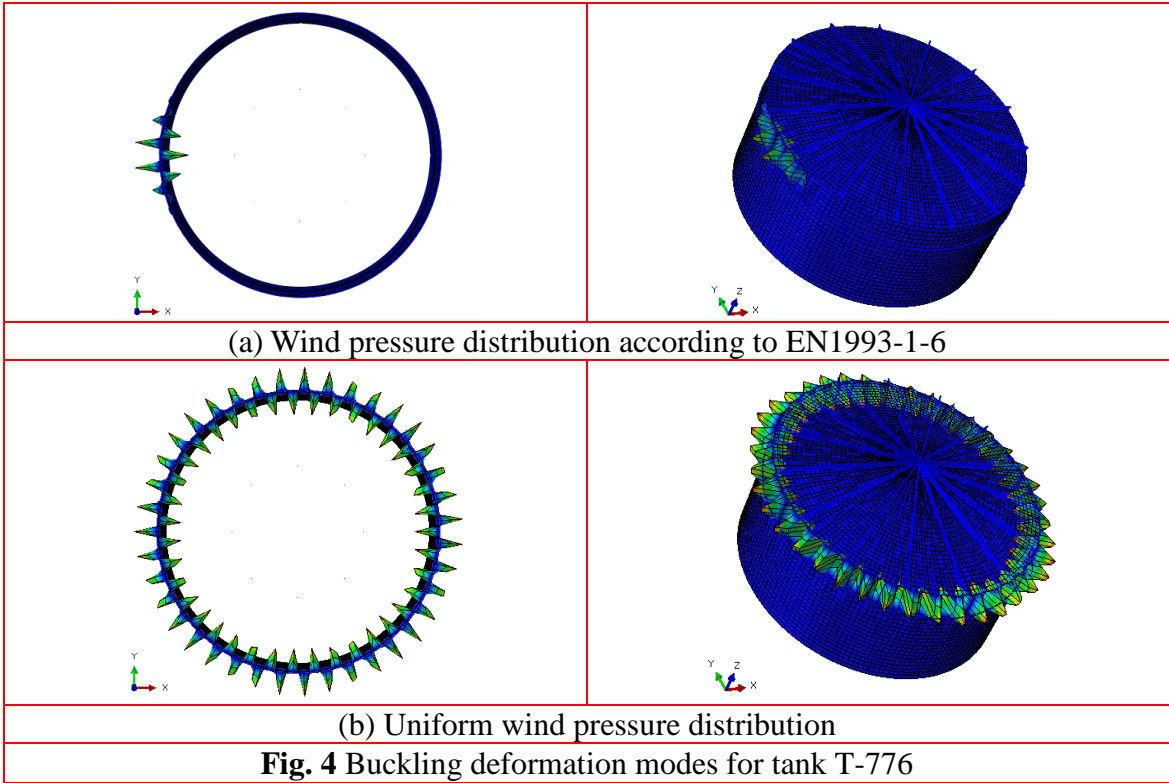 Y
X
Y
Z
X
(a) Wind pressure distribution according to EN1993-1-6
Y
X
Y
Z
X
(b) Uniform wind pressure distribution
Fig. 4 Buckling deformation modes for tank T-776